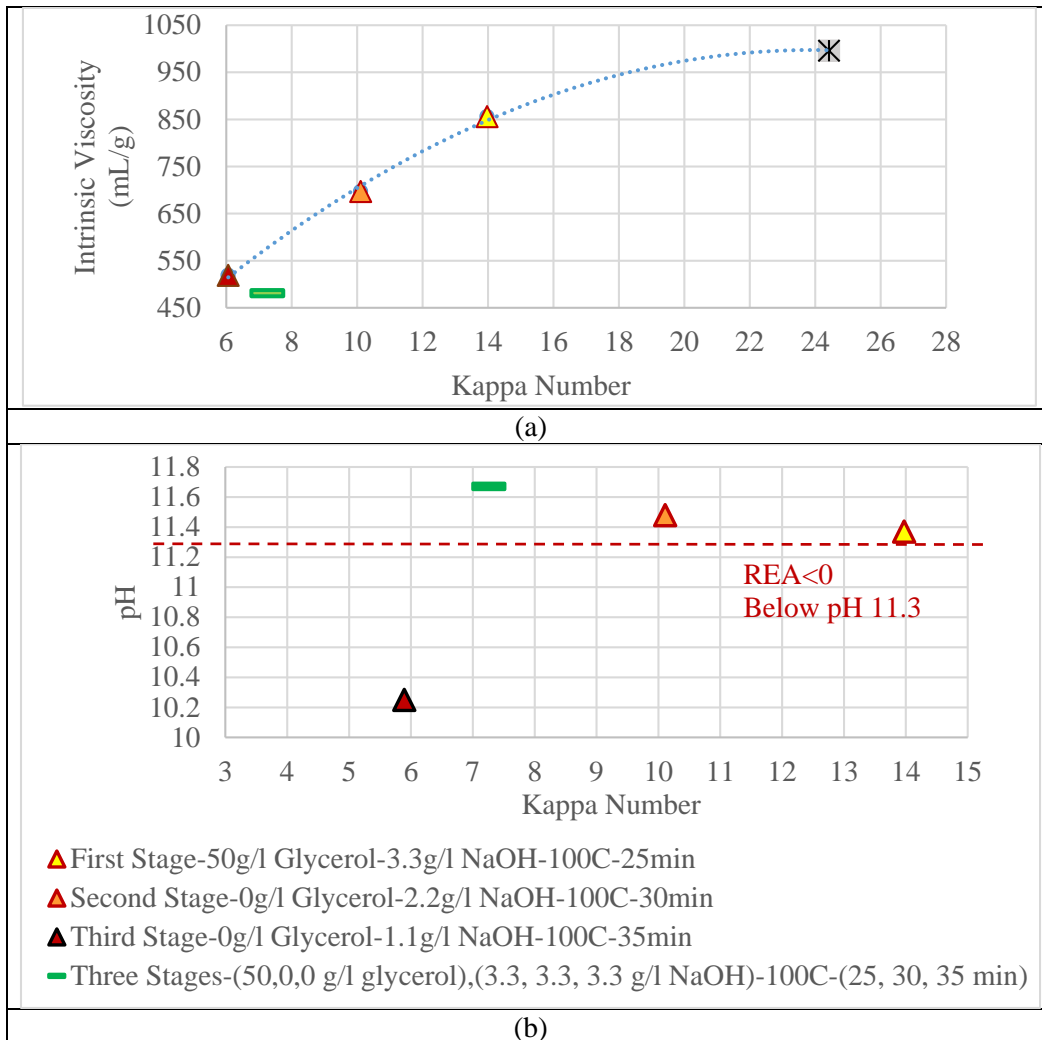 1050
950
850
750
650
550
450
Intrinsic Viscosity
(mL/g)
6 8 10 12 14 16 18 20 22 24 26 28
Kappa Number
(a)
11.8
11.6
11.4
11.2
11
10.8
10.6
10.4
10.2
10
pH
REA<0
Below pH 11.3
3 4 5 6 7 8 9 10 11 12 13 14 15
Kappa Number
First Stage-50g/l Glycerol-3.3g/l NaOH-100C-25min
Second Stage-0g/l Glycerol-2.2g/l NaOH-100C-30min
Third Stage-0g/l Glycerol-1.1g/l NaOH-100C-35min
Three Stages-(50,0,0 g/l glycerol),(3.3, 3.3, 3.3 g/l NaOH)-100C-(25, 30, 35 min)
(b)